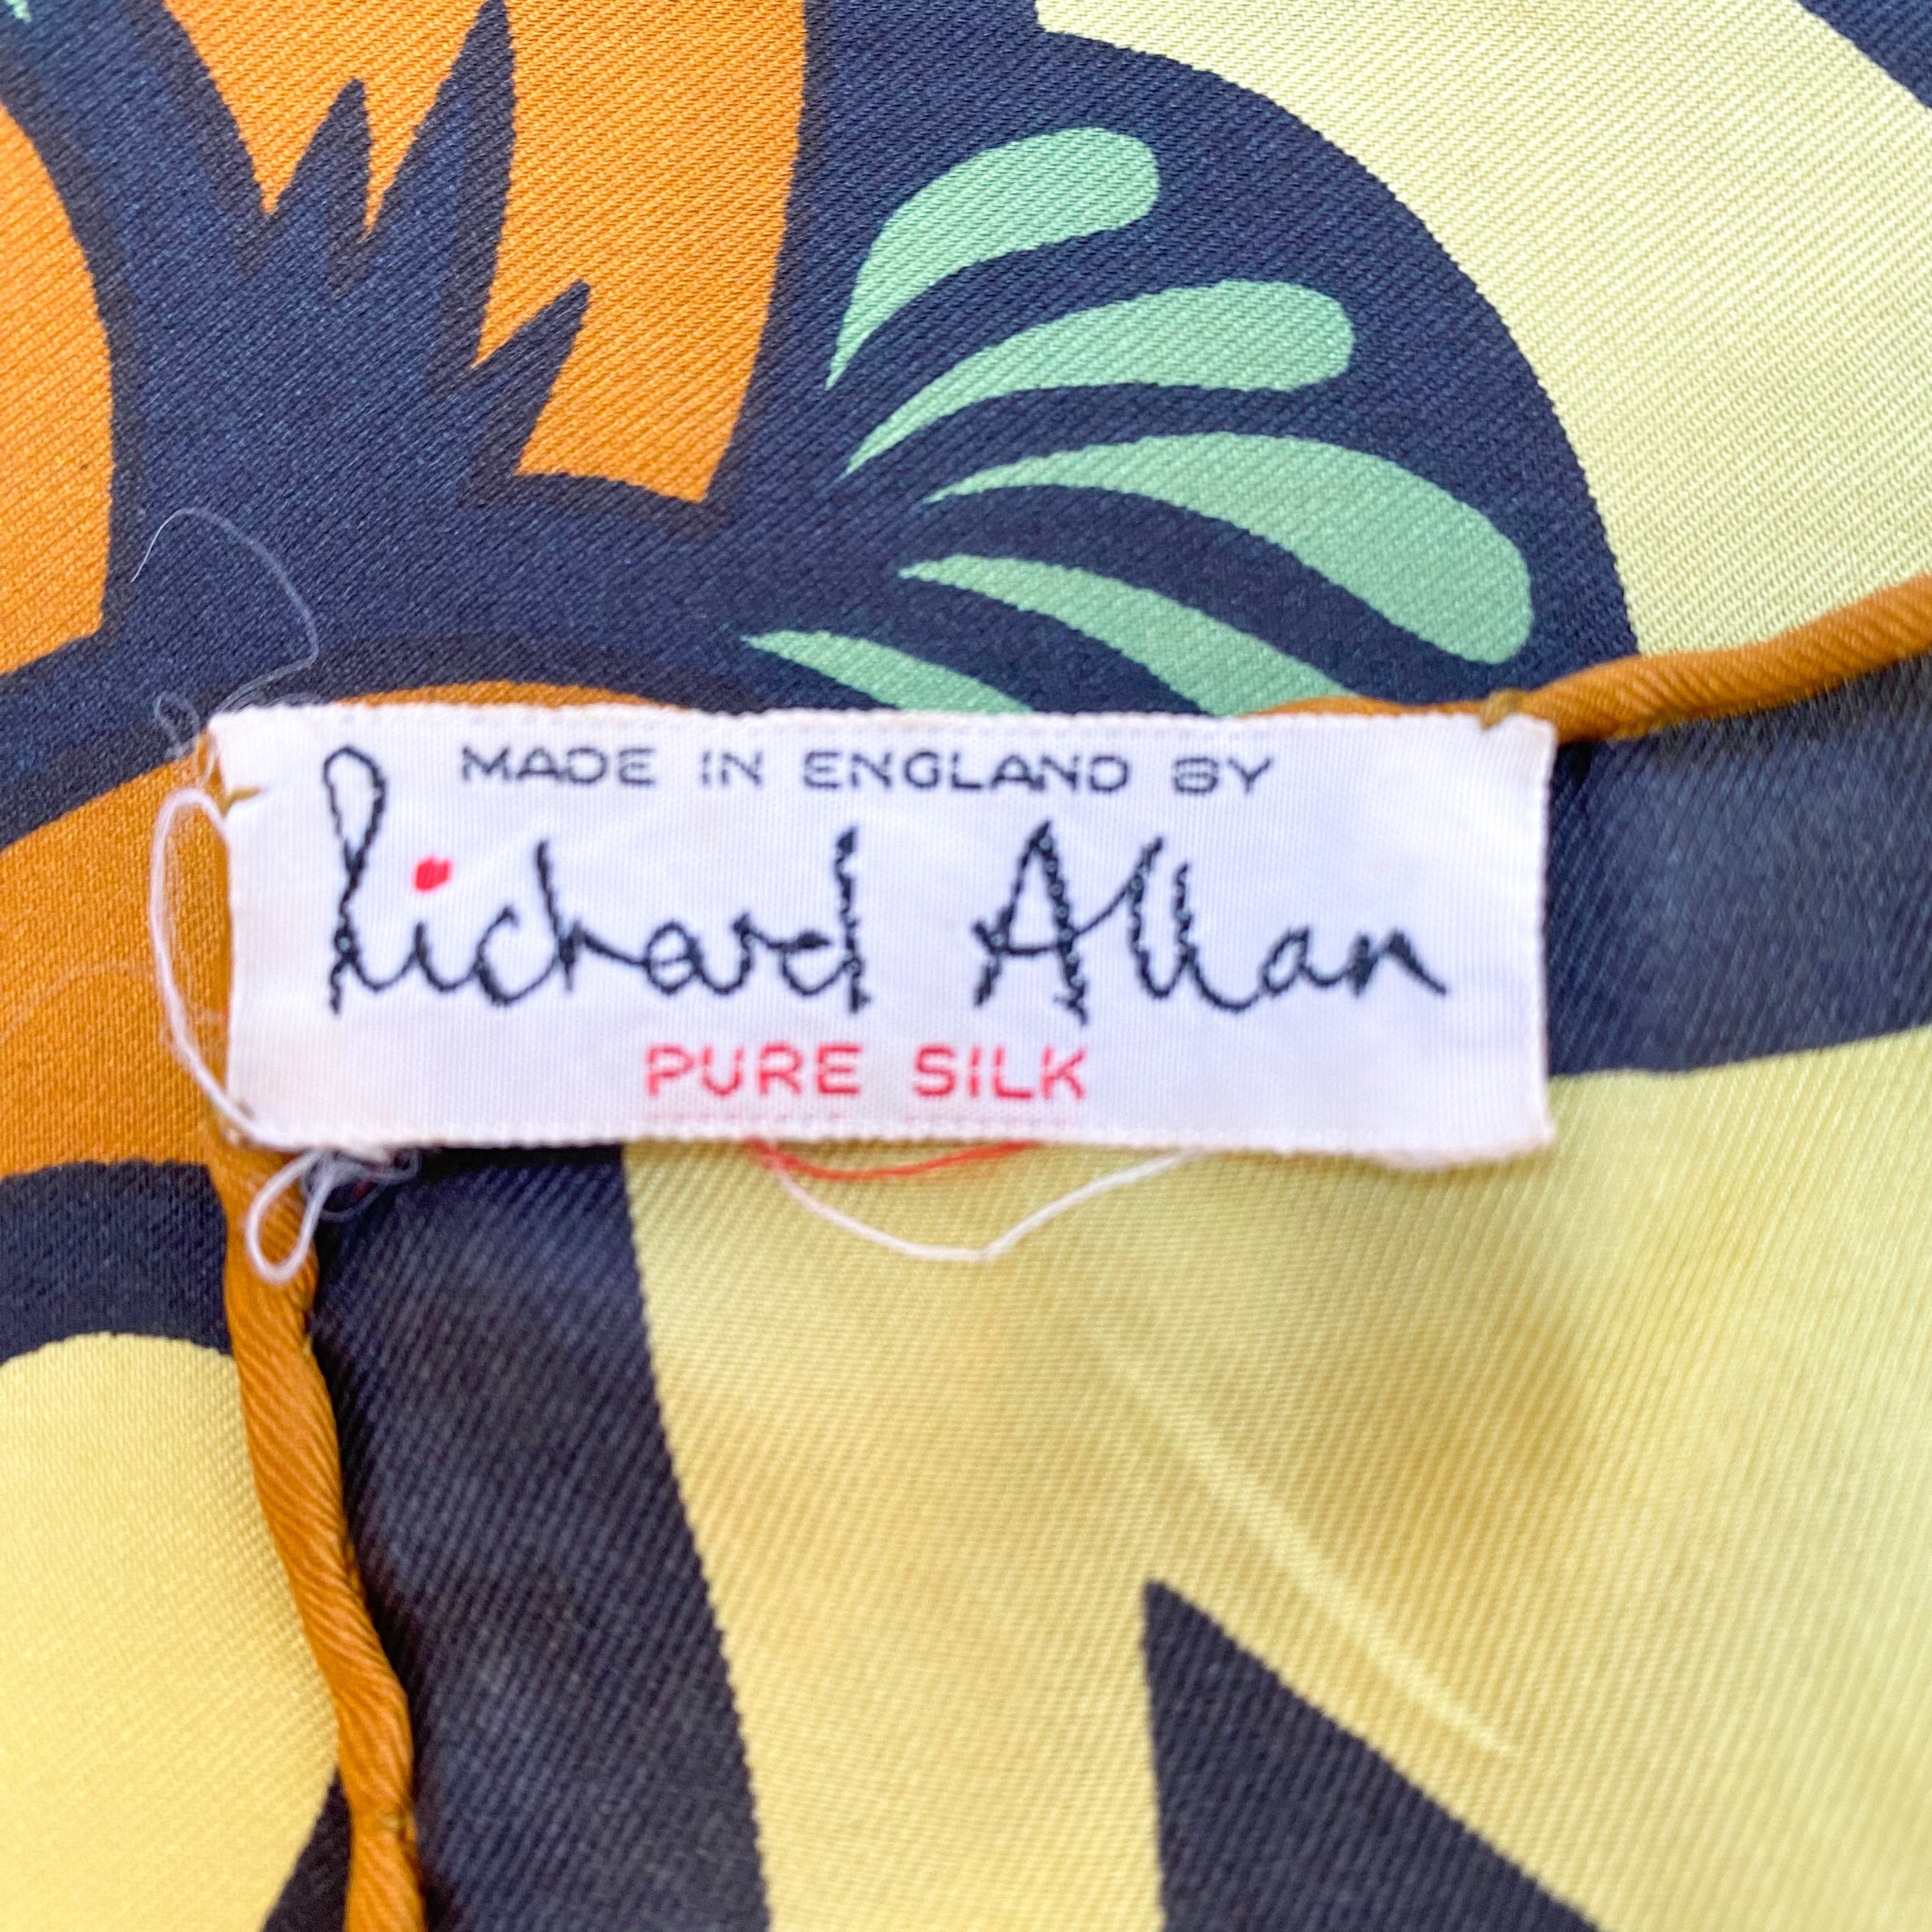 MADE IN ENGLAND BY
Richard Allan
PURE SILK